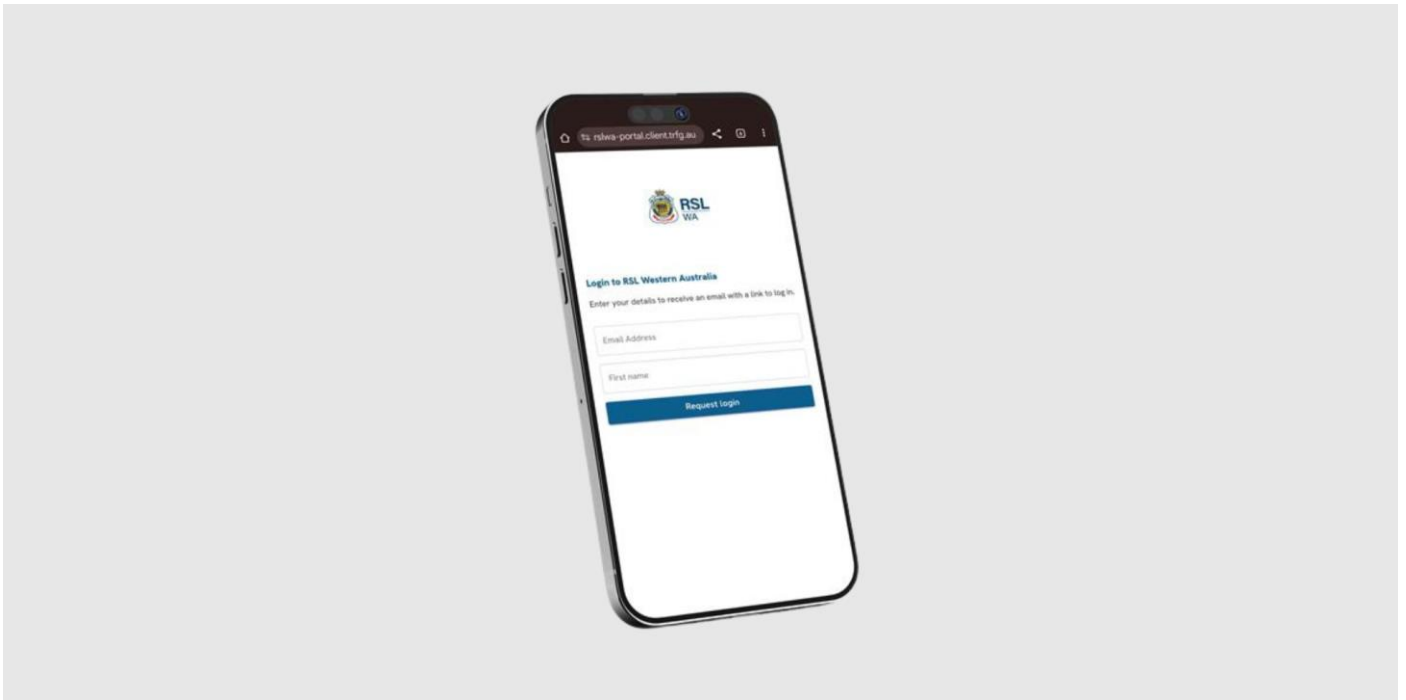 rslwa-portal.client.trfg.au
RSL
WA
Login to RSL Western Australia
Enter your details to receive an email with a link to log in.
Email Address
First name
Request login